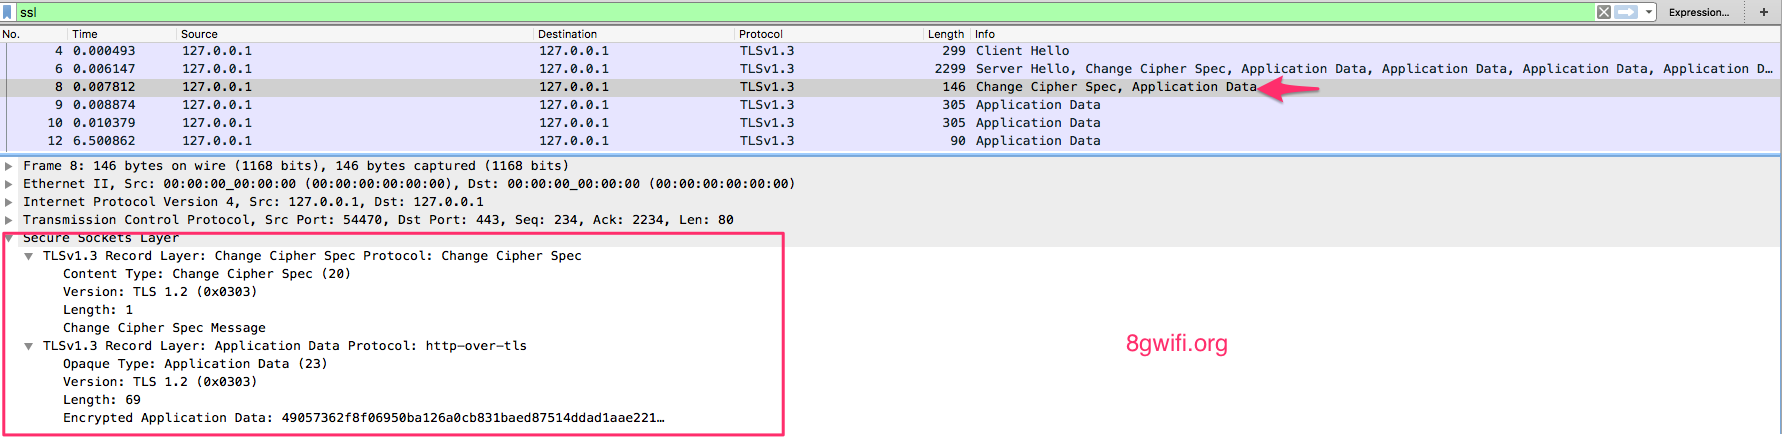 ssl Expression... +
No. Time Source Destination Protocol Length Info
4 0.000493 127.0.0.1 127.0.0.1 TLSv1.3 299 Client Hello
6 0.006147 127.0.0.1 127.0.0.1 TLSv1.3 2299 Server Hello, Change Cipher Spec, Application Data, Application Data, Application Data, Application D…
8 0.007812 127.0.0.1 127.0.0.1 TLSv1.3 146 Change Cipher Spec, Application Data
9 0.008874 127.0.0.1 127.0.0.1 TLSv1.3 305 Application Data
10 0.010379 127.0.0.1 127.0.0.1 TLSv1.3 305 Application Data
12 6.500862 127.0.0.1 127.0.0.1 TLSv1.3 90 Application Data
Frame 8: 146 bytes on wire (1168 bits), 146 bytes captured (1168 bits)
Ethernet II, Src: 00:00:00_00:00:00 (00:00:00:00:00:00), Dst: 00:00:00_00:00:00 (00:00:00:00:00:00)
Internet Protocol Version 4, Src: 127.0.0.1, Dst: 127.0.0.1
Transmission Control Protocol, Src Port: 54470, Dst Port: 443, Seq: 234, Ack: 2234, Len: 80
Secure Sockets Layer
TLSv1.3 Record Layer: Change Cipher Spec Protocol: Change Cipher Spec
Content Type: Change Cipher Spec (20)
Version: TLS 1.2 (0x0303)
Length: 1
Change Cipher Spec Message
TLSv1.3 Record Layer: Application Data Protocol: http-over-tls
Opaque Type: Application Data (23)
Version: TLS 1.2 (0x0303)
Length: 69
Encrypted Application Data: 49057362f8f06950ba126a0cb831baed87514ddad1aae221…
8gwifi.org